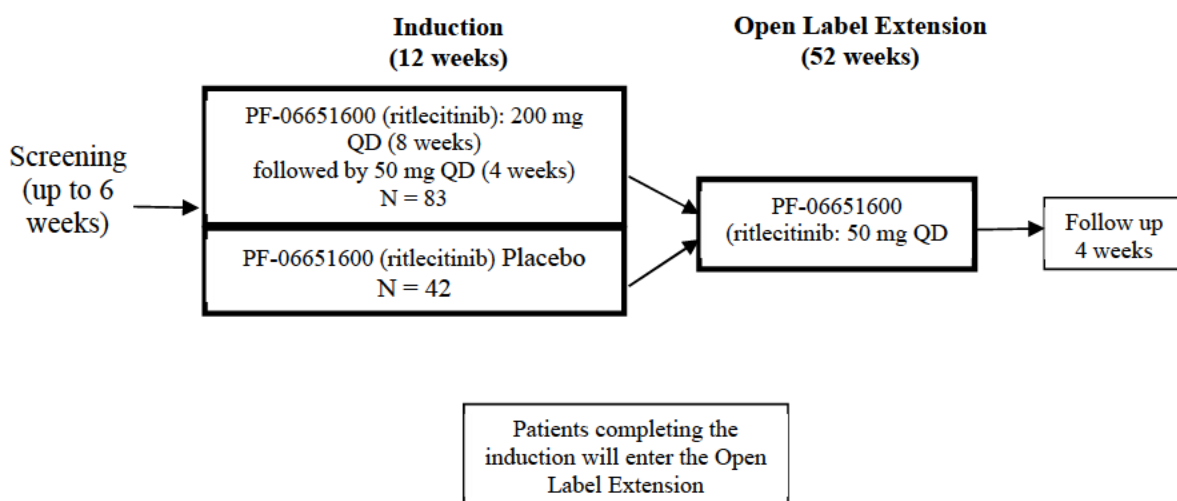 Induction
(12 weeks)
Open Label Extension
(52 weeks)
Screening
(up to 6
weeks)
PF-06651600 (ritlecitinib): 200 mg
QD (8 weeks)
followed by 50 mg QD (4 weeks)
N = 83
PF-06651600 (ritlecitinib) Placebo
N = 42
PF-06651600
(ritlecitinib: 50 mg QD
Follow up
4 weeks
Patients completing the
induction will enter the Open
Label Extension